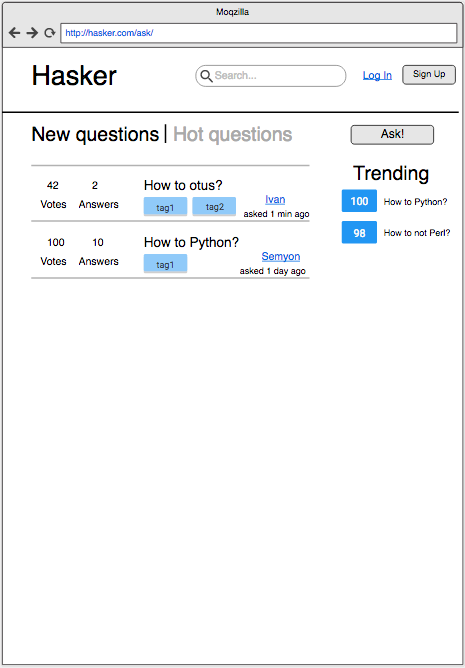 Moqzilla
http://hasker.com/ask/
Hasker
Search...
Log In
Sign Up
New questions | Hot questions
Ask!
42 2
Votes Answers
How to otus?
tag1 tag2
Ivan
asked 1 min ago
100 10
Votes Answers
How to Python?
tag1
Semyon
asked 1 day ago
Trending
100 How to Python?
98 How to not Perl?